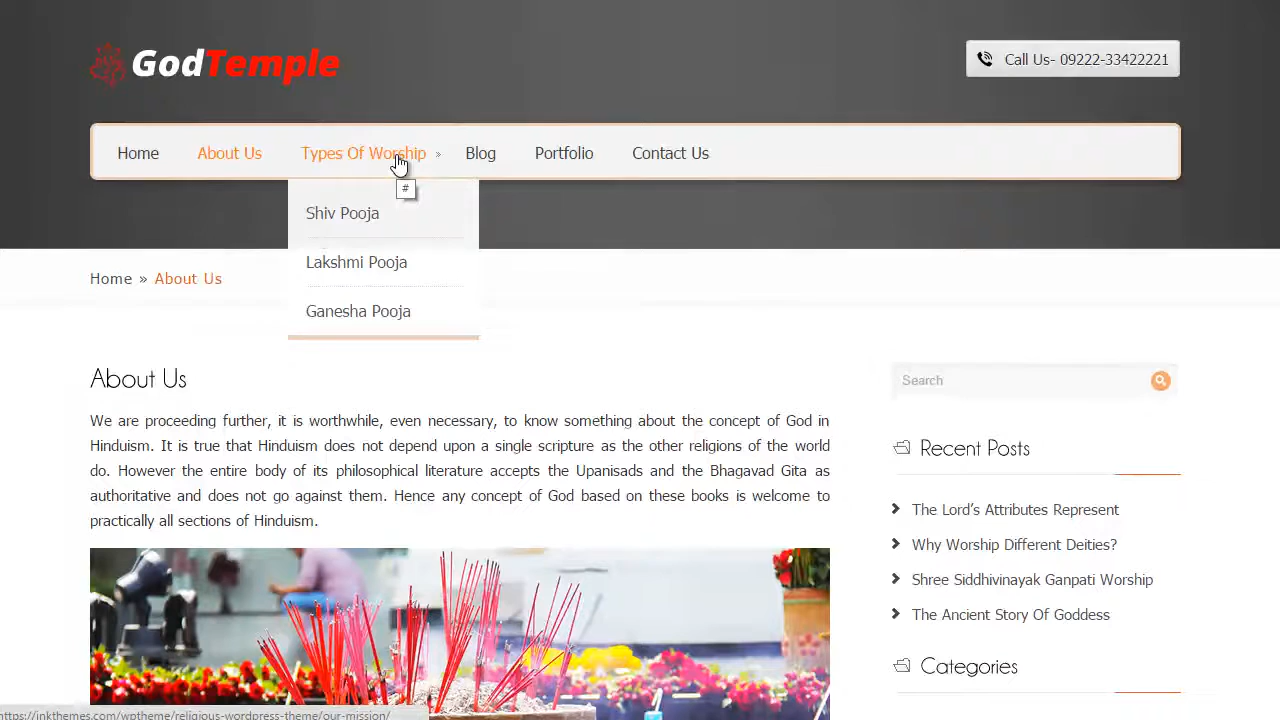 GodTemple
Call Us- 09222-33422221
Home About Us Types Of Worship » Blog Portfolio Contact Us
#
Shiv Pooja
Lakshmi Pooja
Ganesha Pooja
Home » About Us
About Us
We are proceeding further, it is worthwhile, even necessary, to know something about the concept of God in
Hinduism. It is true that Hinduism does not depend upon a single scripture as the other religions of the world
do. However the entire body of its philosophical literature accepts the Upanisads and the Bhagavad Gita as
authoritative and does not go against them. Hence any concept of God based on these books is welcome to
practically all sections of Hinduism.
Search
Recent Posts
The Lord’s Attributes Represent
Why Worship Different Deities?
Shree Siddhivinayak Ganpati Worship
The Ancient Story Of Goddess
Categories
https://inkthemes.com/wptheme/religious-wordpress-theme/our-mission/